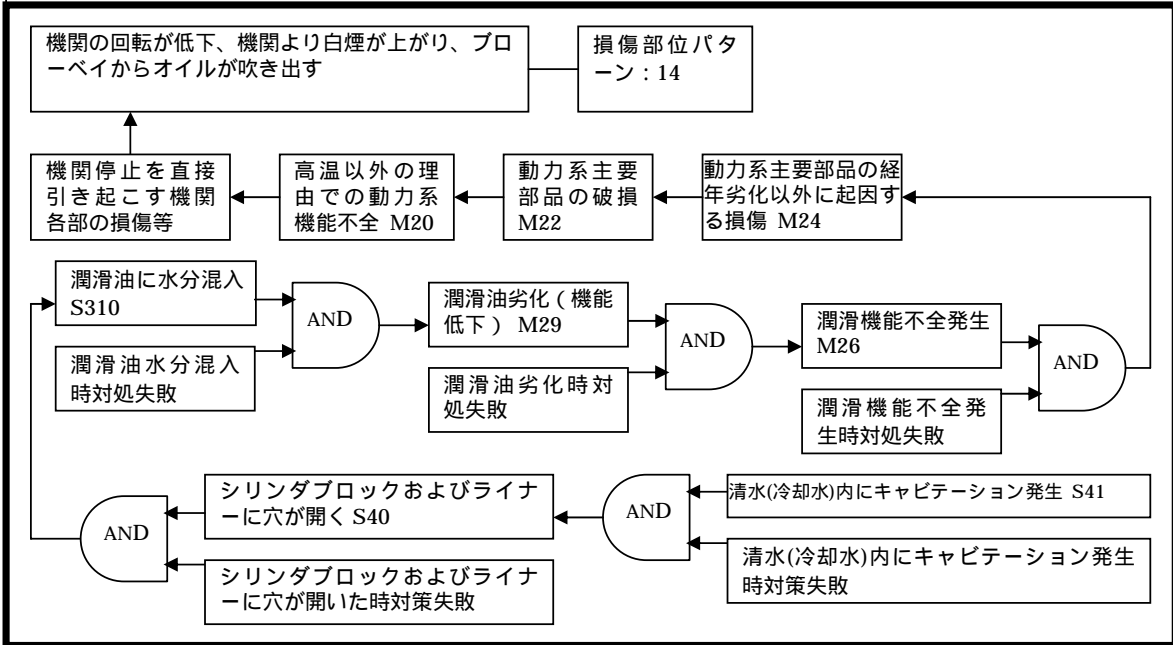 機関の回転が低下、機関より白煙が上がり、ブロ
ーベイからオイルが吹き出す
損傷部位パタ
ーン：14
機関停止を直接
引き起こす機関
各部の損傷等
高温以外の理
由での動力系
機能不全 M20
動力系主要
部品の破損
M22
動力系主要部品の経
年劣化以外に起因す
る損傷 M24
潤滑油に水分混入
S310
潤滑油水分混入
時対処失敗
AND
潤滑油劣化（機能
低下） M29
潤滑油劣化時対
処失敗
AND
潤滑機能不全発生
M26
潤滑機能不全発
生時対処失敗
AND
AND
シリンダブロックおよびライナ
ーに穴が開く S40
シリンダブロックおよびライナ
ーに穴が開いた時対策失敗
AND
清水(冷却水)内にキャビテーション発生 S41
清水(冷却水)内にキャビテーション発生
時対策失敗